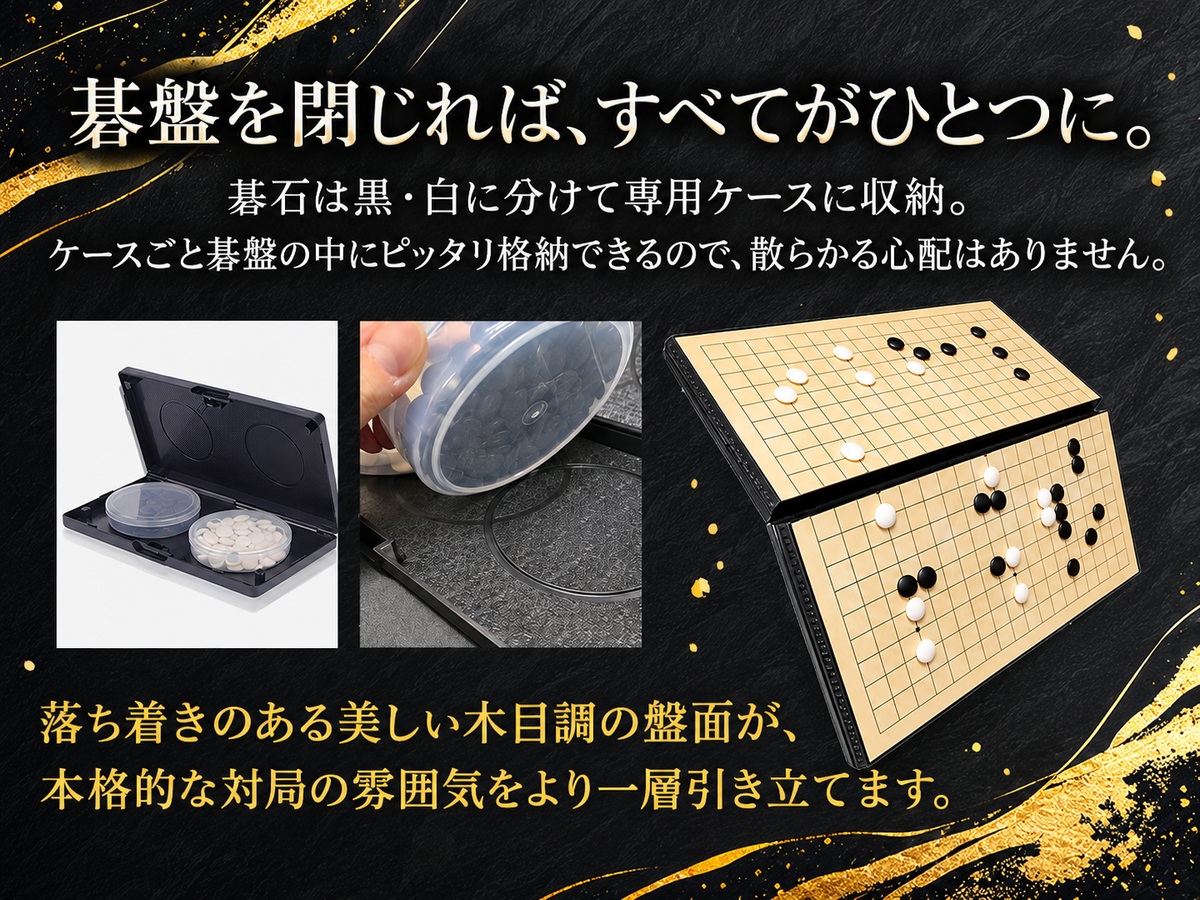 碁盤を閉じれば、すべてがひとつに。
碁石は黒・白に分けて専用ケースに収納。
ケースごと碁盤の中にピッタリ格納できるので、散らかる心配はありません。
落ち着きのある美しい木目調の盤面が、
本格的な対局の雰囲気をより一層引き立てます。